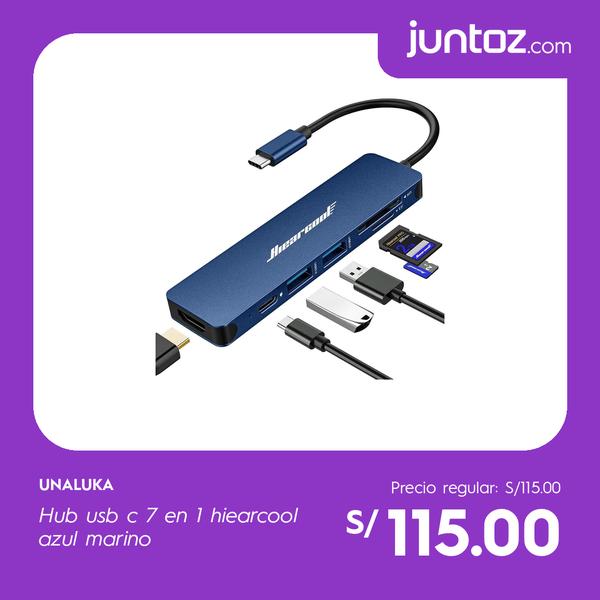 juntoz.com
Hiearcool
UNALUKA
Hub usb c 7 en 1 hiearcool
azul marino
Precio regular: S/115.00
S/ 115.00